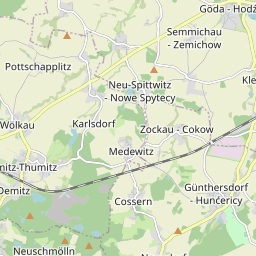 Göda - Hodź
Semmichau
- Zemichow
Pottschapplitz
Neu-Spittwitz
- Nowe Spytecy
Kle
Karlsdorf
Wölkau
Zockau - Cokow
Medewitz
mitz-Thumitz
Demitz
Günthersdorf
- Hunćericy
Cossern
Neuschmölln